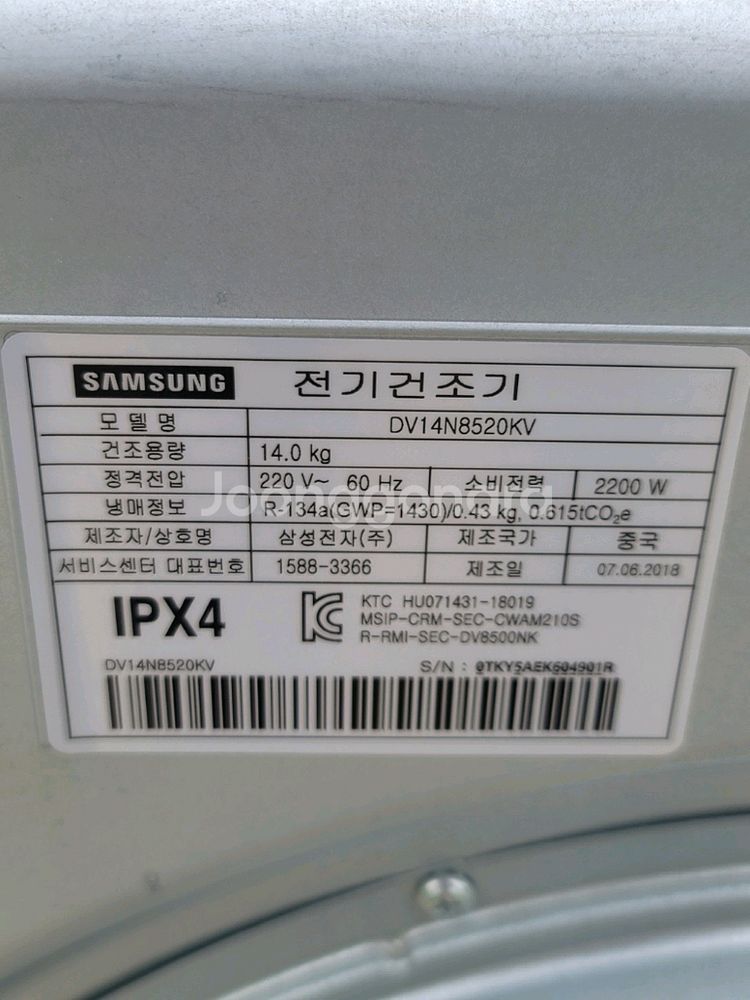 SAMSUNG 전기건조기
모델명 DV14N8520KV
건조용량 14.0 kg
정격전압 220 V~ 60 Hz 소비전력 2200 W
냉매정보 R-134a(GWP=1430)/0.43 kg, 0.615tCO₂e
Joonggonara
제조자/상호명 삼성전자(주) 제조국가 중국
서비스센터 대표번호 1588-3366 제조일 07.06.2018
IPX4
KTC HU071431-18019
MSIP-CRM-SEC-CWAM210S
R-RMI-SEC-DV8500NK
DV14N8520KV S/N : 0TKY5AEK604901R